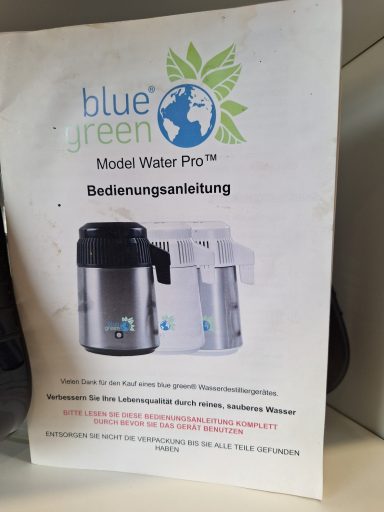 blue®
green
Model Water Pro™
Bedienungsanleitung
blue
green
Vielen Dank für den Kauf eines blue green® Wasserdestilliergerätes.
Verbessern Sie Ihre Lebensqualität durch reines, sauberes Wasser
BITTE LESEN SIE DIESE BEDIENUNGSANLEITUNG KOMPLETT
DURCH BEVOR SIE DAS GERÄT BENUTZEN
ENTSORGEN SIE NICHT DIE VERPACKUNG BIS SIE ALLE TEILE GEFUNDEN
HABEN